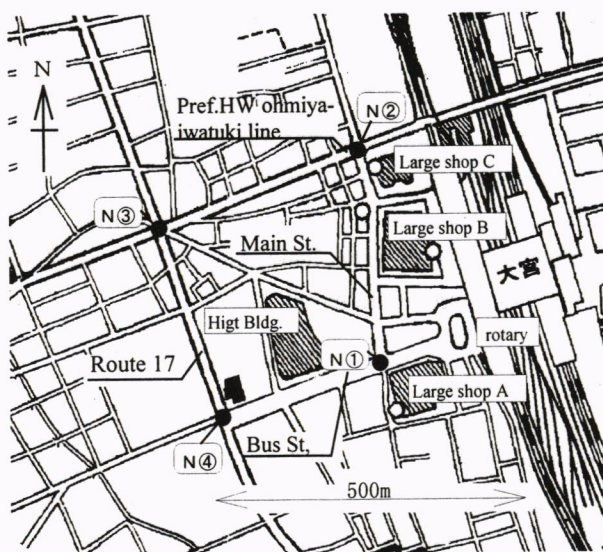 N
N②
Pref.HW ohmiya-
iwatuki line
Large shop C
N③
Large shop B
Main St.
大宮
Higt Bldg.
rotary
N①
Route 17
Large shop A
N④
Bus St,
500m